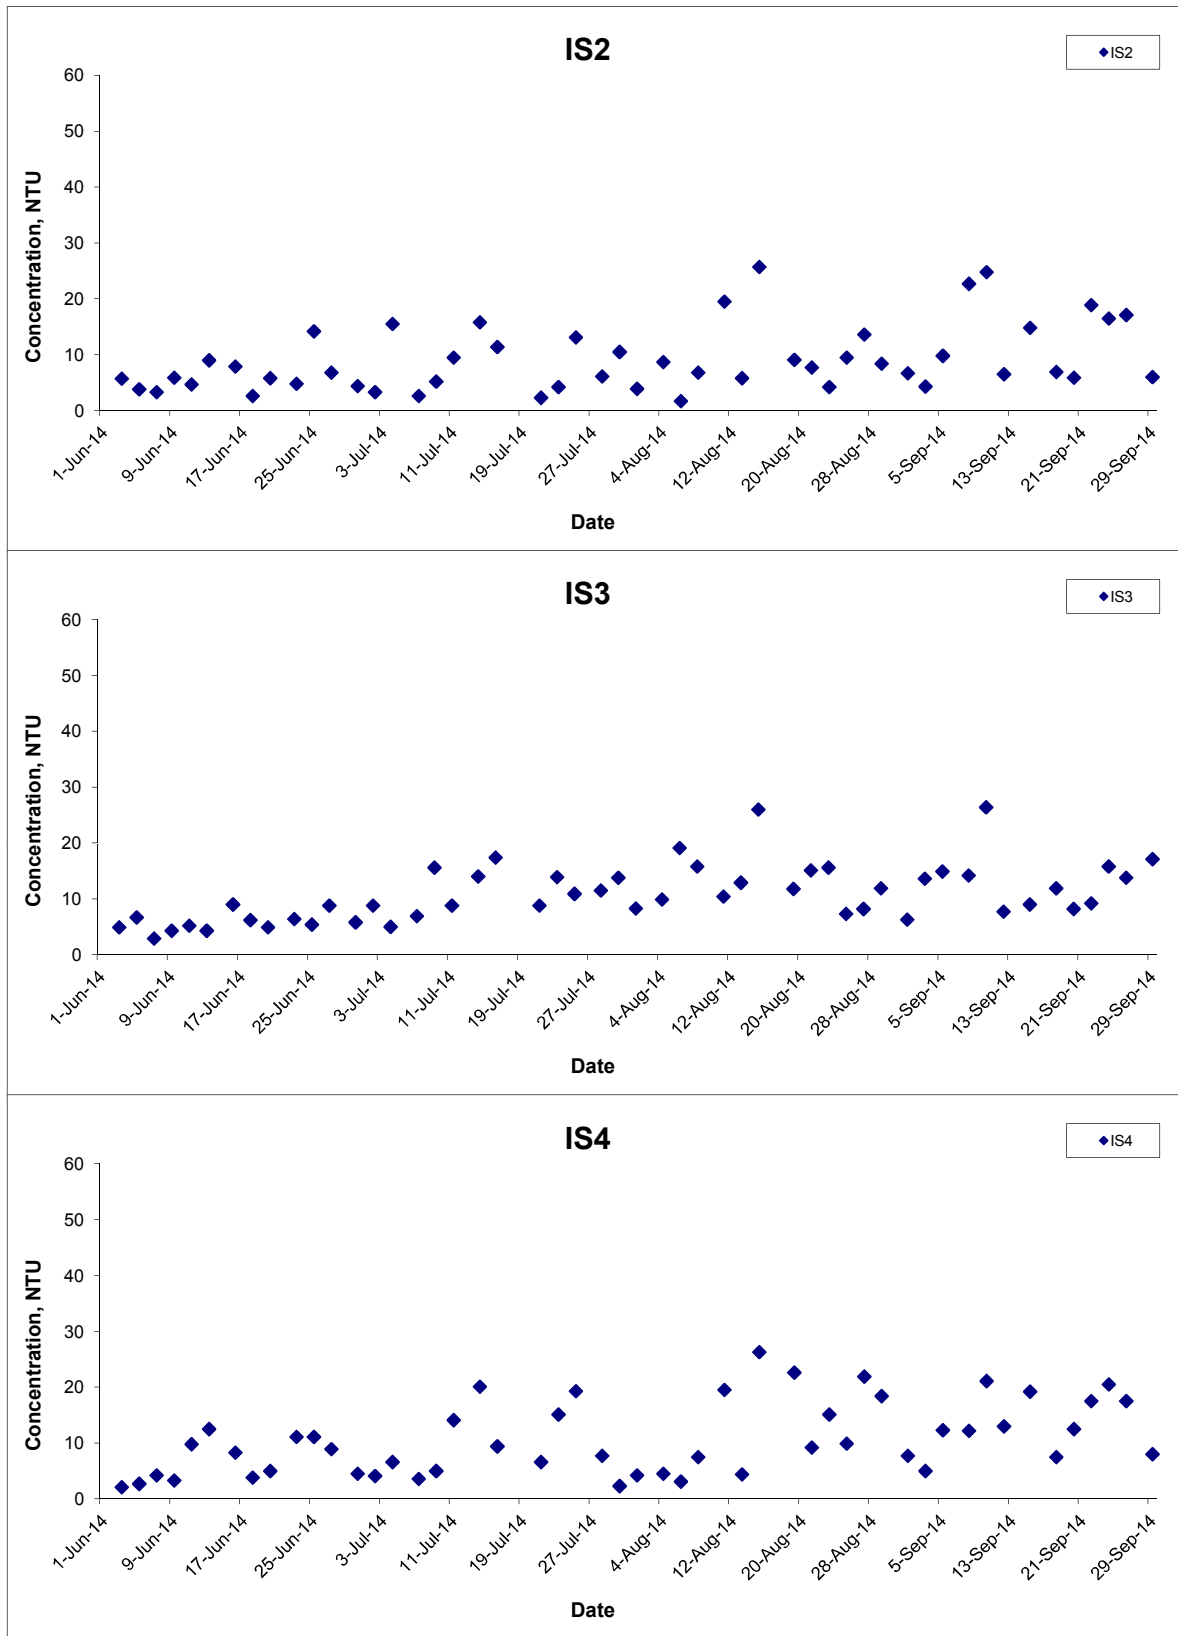 IS2
IS2
60
50
40
30
20
10
0
Concentration, NTU
1-Jun-14 9-Jun-14 17-Jun-14 25-Jun-14 3-Jul-14 11-Jul-14 19-Jul-14 27-Jul-14 4-Aug-14 12-Aug-14 20-Aug-14 28-Aug-14 5-Sep-14 13-Sep-14 21-Sep-14 29-Sep-14
Date
IS3
IS3
60
50
40
30
20
10
0
Concentration, NTU
1-Jun-14 9-Jun-14 17-Jun-14 25-Jun-14 3-Jul-14 11-Jul-14 19-Jul-14 27-Jul-14 4-Aug-14 12-Aug-14 20-Aug-14 28-Aug-14 5-Sep-14 13-Sep-14 21-Sep-14 29-Sep-14
Date
IS4
IS4
60
50
40
30
20
10
0
Concentration, NTU
1-Jun-14 9-Jun-14 17-Jun-14 25-Jun-14 3-Jul-14 11-Jul-14 19-Jul-14 27-Jul-14 4-Aug-14 12-Aug-14 20-Aug-14 28-Aug-14 5-Sep-14 13-Sep-14 21-Sep-14 29-Sep-14
Date